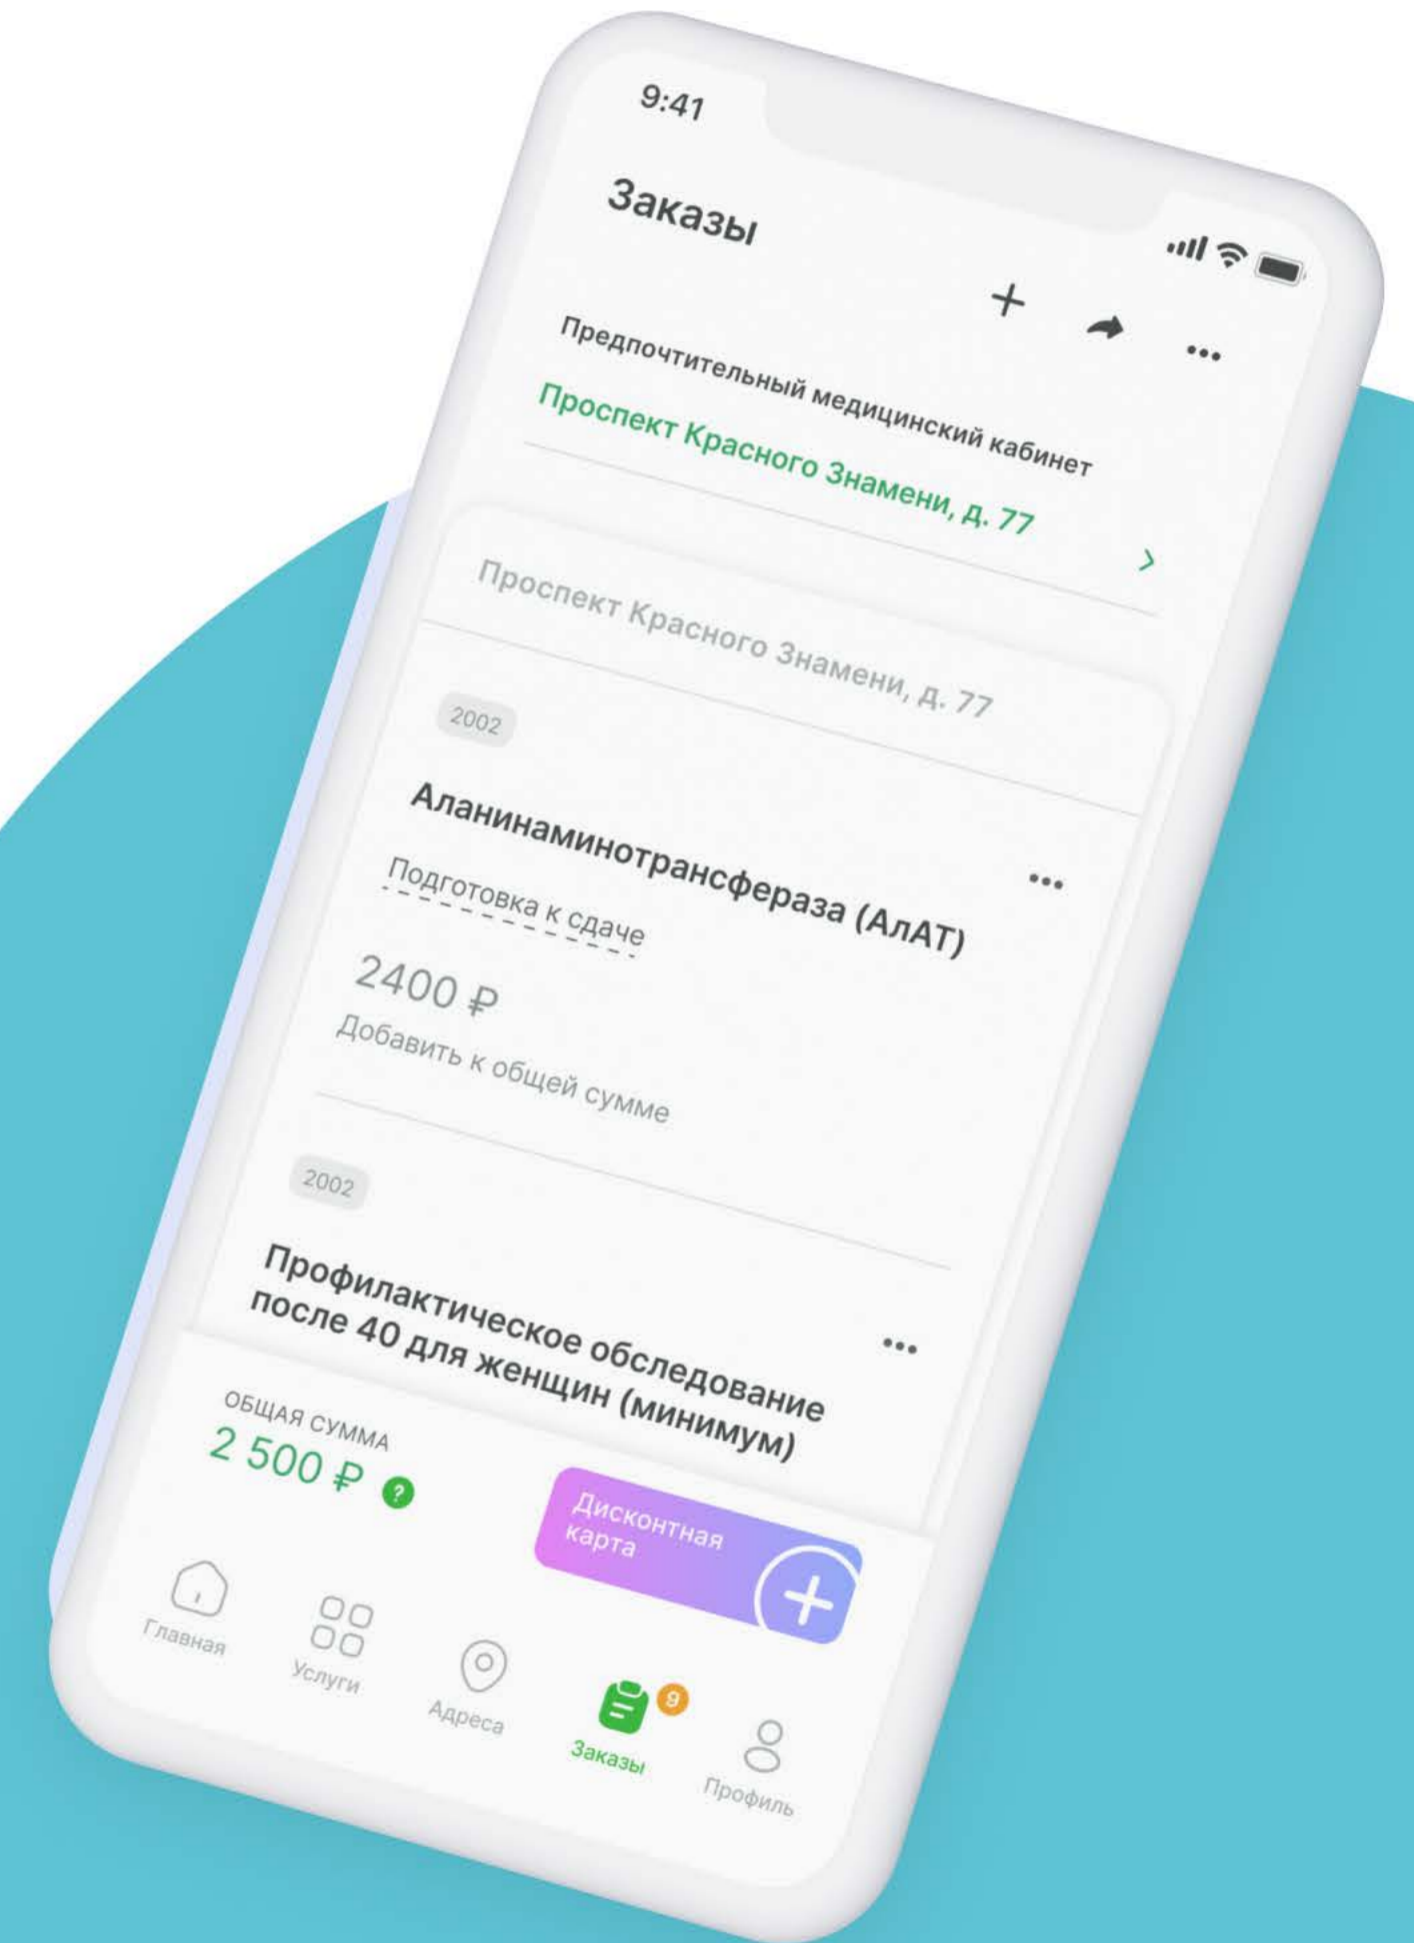 9:41
Заказы
Предпочтительный медицинский кабинет
Проспект Красного Знамени, д. 77
Проспект Красного Знамени, д. 77
2002
Аланинаминотрансфераза (АлАТ)
Подготовка к сдаче
2400 ₽
Добавить к общей сумме
2002
Профилактическое обследование
после 40 для женщин (минимум)
ОБЩАЯ СУММА
2 500 ₽ ?
Дисконтная
карта
Главная
Услуги
Адреса
9
Заказы
Профиль